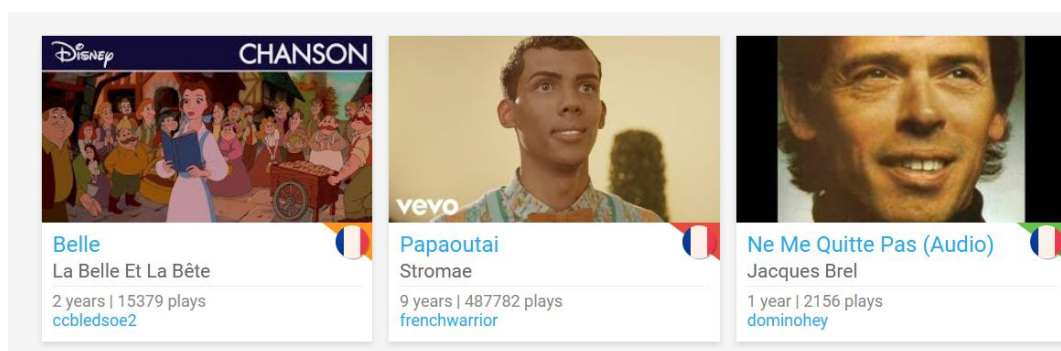 Disney CHANSON
vevo
Belle
La Belle Et La Bête
2 years | 15379 plays
ccbledsoe2
Papaoutai
Stromae
9 years | 487782 plays
frenchwarrior
Ne Me Quitte Pas (Audio)
Jacques Brel
1 year | 2156 plays
dominohey